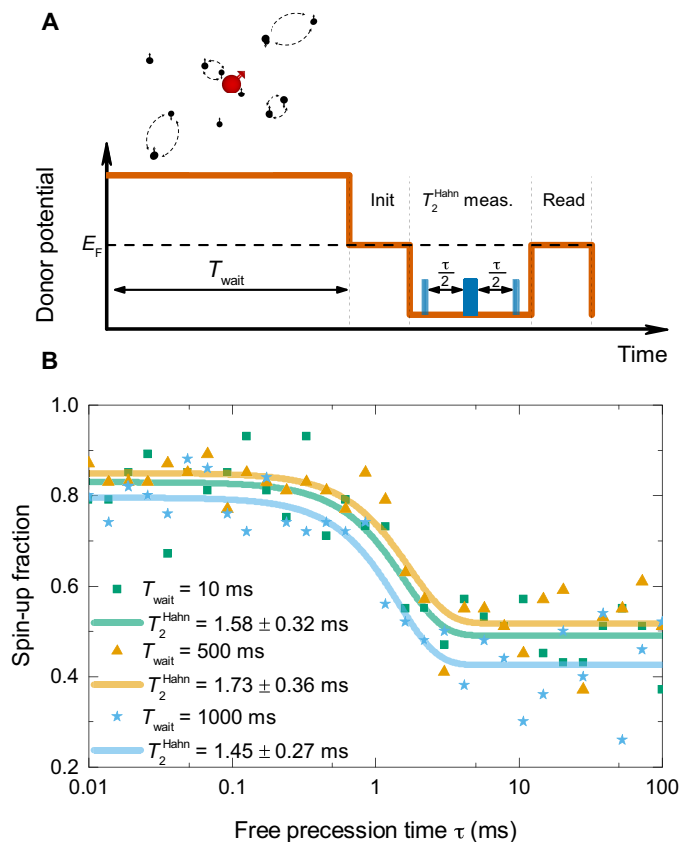 A
Donor potential
E_F
Init
T_2^Hahn meas.
Read
T_wait
τ/2
τ/2
Time
B
Spin-up fraction
1.0
0.8
0.6
0.4
0.2
T_wait = 10 ms
T_2^Hahn = 1.58 ± 0.32 ms
T_wait = 500 ms
T_2^Hahn = 1.73 ± 0.36 ms
T_wait = 1000 ms
T_2^Hahn = 1.45 ± 0.27 ms
0.01
0.1
1
10
100
Free precession time τ (ms)